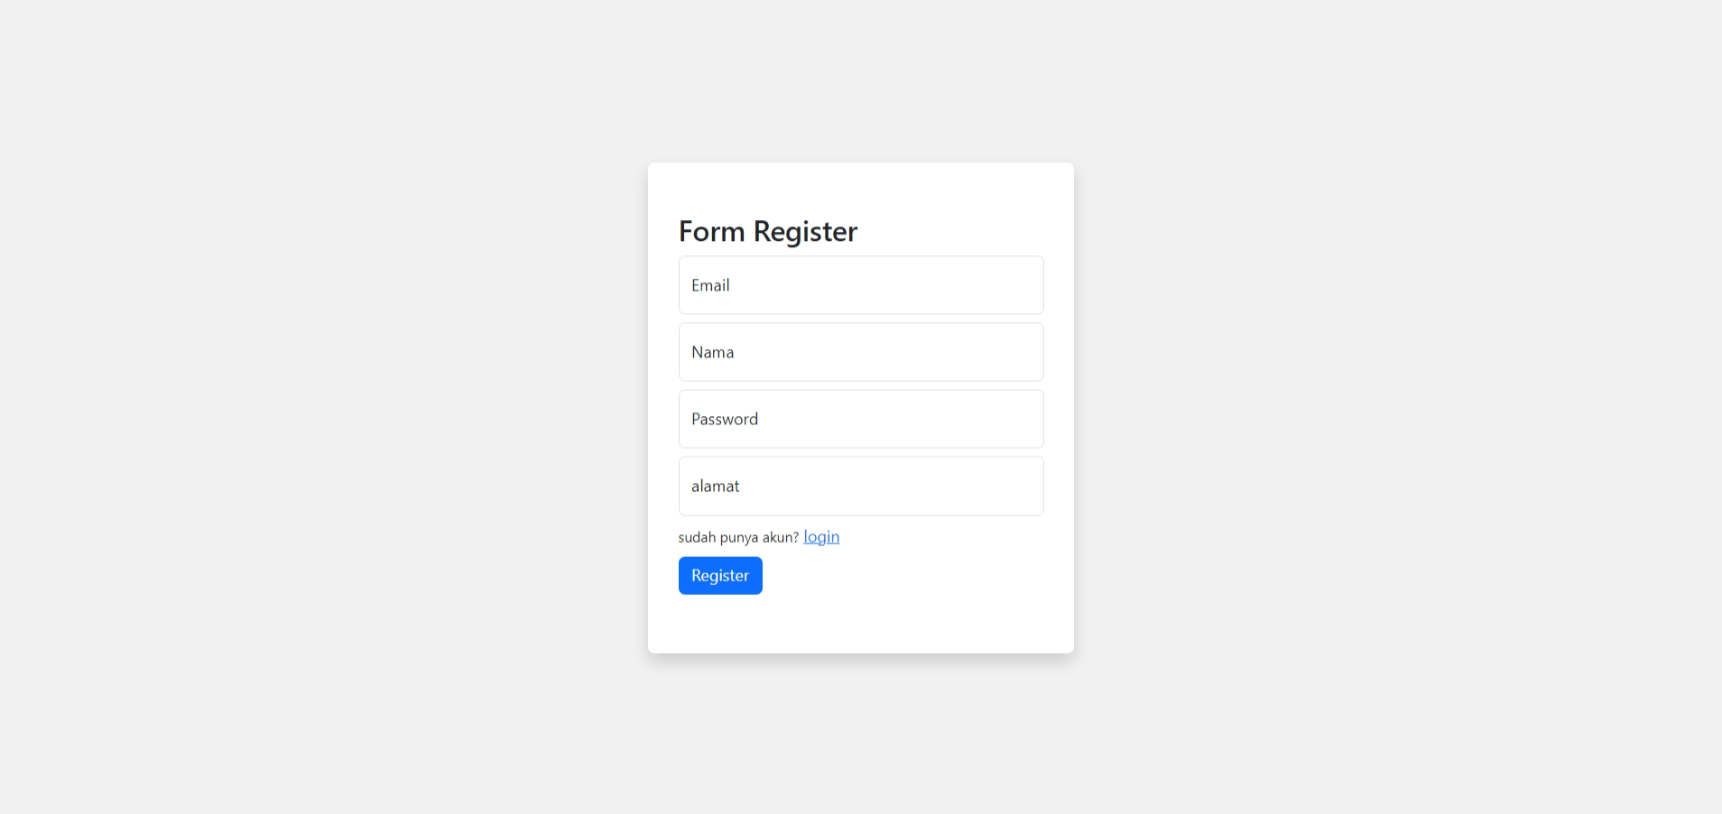 Form Register
Email
Nama
Password
alamat
sudah punya akun? login
Register